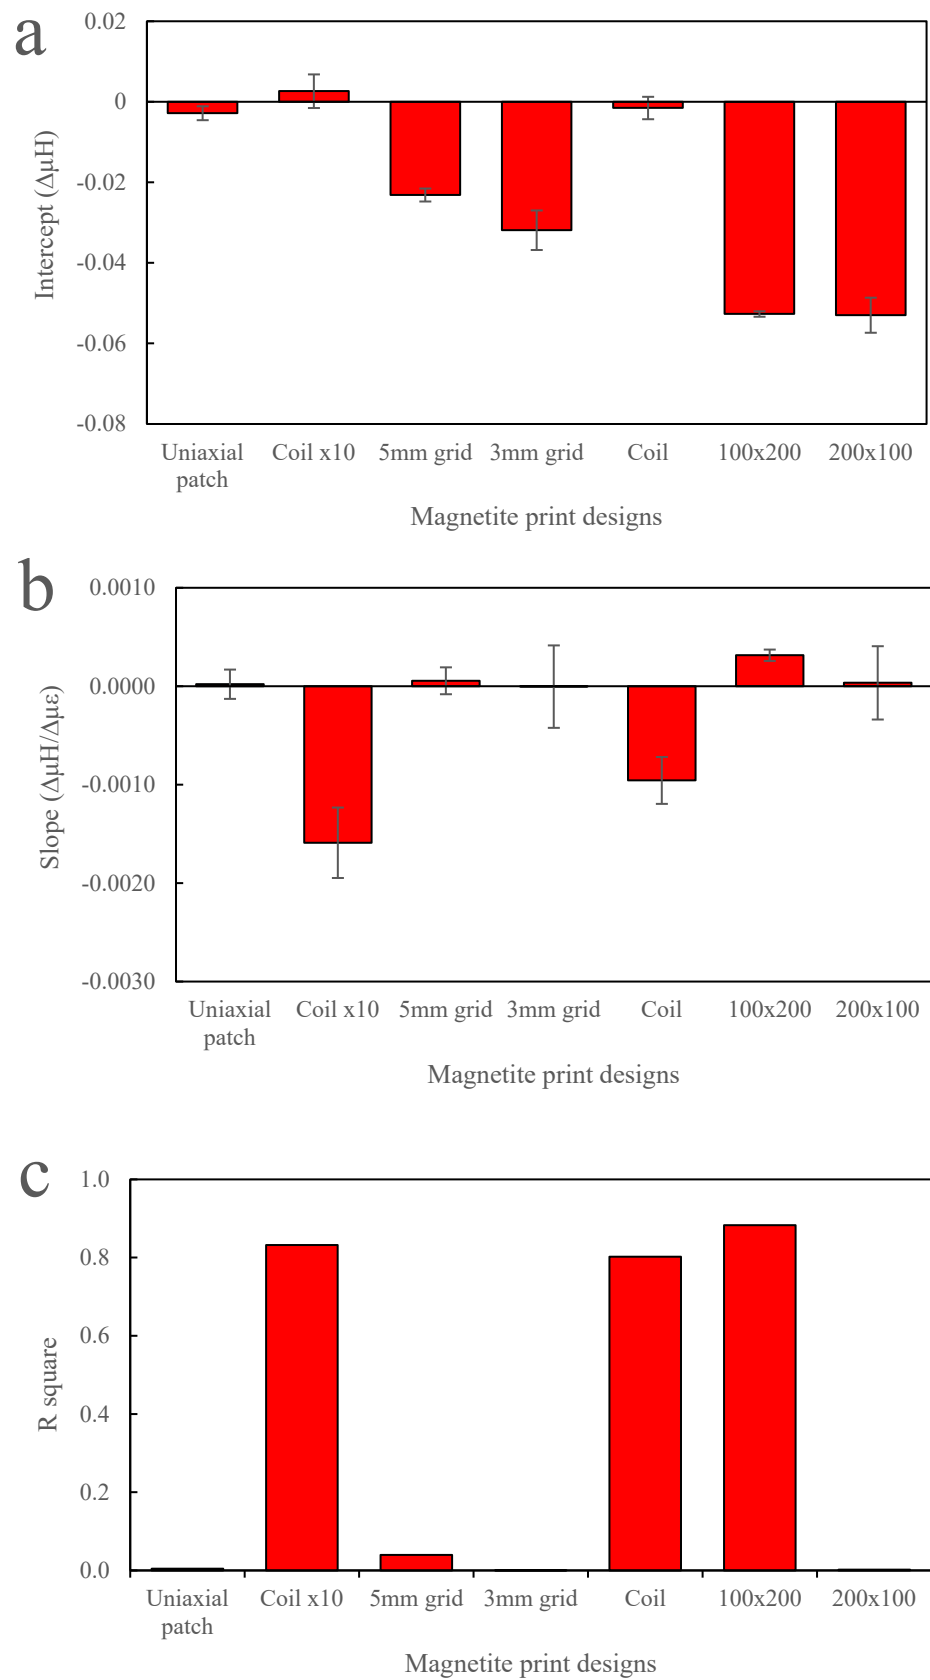 a
0.02
0
-0.02
-0.04
-0.06
-0.08
Intercept (ΔµH)
Uniaxial patch
Coil x10
5mm grid
3mm grid
Coil
100x200
200x100
Magnetite print designs
b
0.0010
0.0000
-0.0010
-0.0020
-0.0030
Slope (ΔµH/Δµε)
Uniaxial patch
Coil x10
5mm grid
3mm grid
Coil
100x200
200x100
Magnetite print designs
c
1.0
0.8
0.6
0.4
0.2
0.0
R square
Uniaxial patch
Coil x10
5mm grid
3mm grid
Coil
100x200
200x100
Magnetite print designs